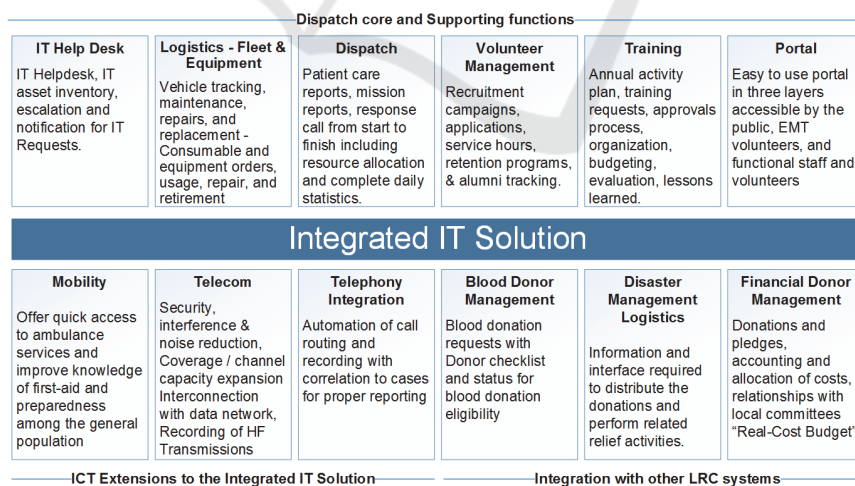 Dispatch core and Supporting functions
IT Help Desk
IT Helpdesk, IT
asset inventory,
escalation and
notification for IT
Requests.
Logistics - Fleet &
Equipment
Vehicle tracking,
maintenance,
repairs, and
replacement -
Consumable and
equipment orders,
usage, repair, and
retirement
Dispatch
Patient care
reports, mission
reports, response
call from start to
finish including
resource allocation
and complete daily
statistics.
Volunteer
Management
Recruitment
campaigns,
applications,
service hours,
retention programs,
& alumni tracking.
Training
Annual activity
plan, training
requests, approvals
process,
organization,
budgeting,
evaluation, lessons
learned.
Portal
Easy to use portal
in three layers
accessible by the
public, EMT
volunteers, and
functional staff and
volunteers
Integrated IT Solution
Mobility
Offer quick access
to ambulance
services and
improve knowledge
of first-aid and
preparedness
among the general
population
Telecom
Security,
interference &
noise reduction,
Coverage / channel
capacity expansion
Interconnection
with data network,
Recording of HF
Transmissions
Telephony
Integration
Automation of call
routing and
recording with
correlation to cases
for proper reporting
Blood Donor
Management
Blood donation
requests with
Donor checklist
and status for
blood donation
eligibility
Disaster
Management
Logistics
Information and
interface required
to distribute the
donations and
perform related
relief activities.
Financial Donor
Management
Donations and
pledges,
accounting and
allocation of costs,
relationships with
local committees
“Real-Cost Budget”
ICT Extensions to the Integrated IT Solution
Integration with other LRC systems